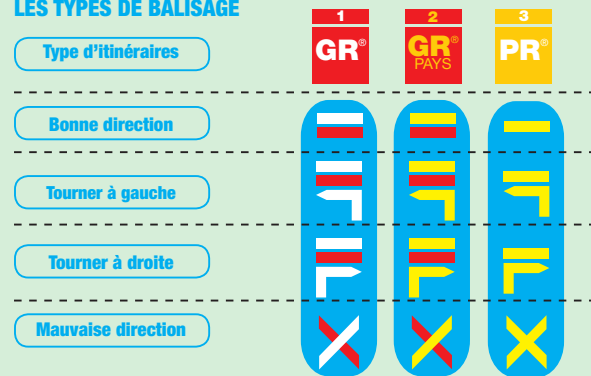 LES TYPES DE BALISAGE
1 2 3
Type d'itinéraires
GR® GR® PR®
PAYS
Bonne direction
Tourner à gauche
Tourner à droite
Mauvaise direction